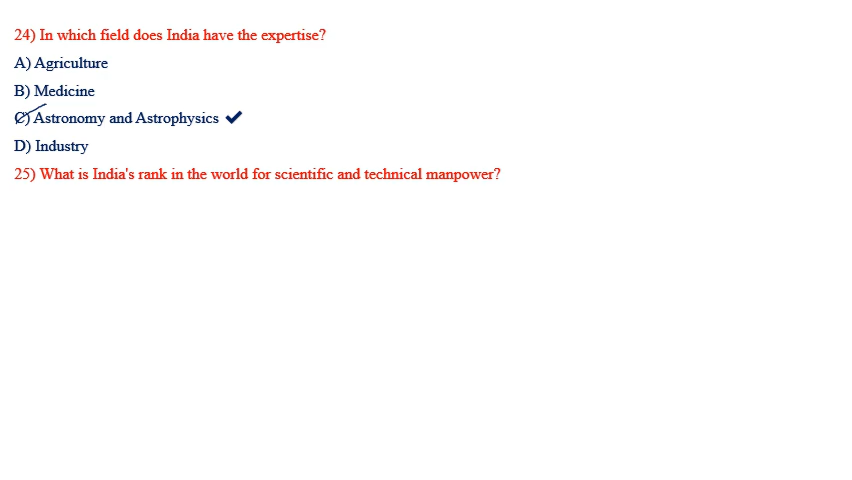 24) In which field does India have the expertise?
A) Agriculture
B) Medicine
C) Astronomy and Astrophysics ✔
D) Industry
25) What is India's rank in the world for scientific and technical manpower?